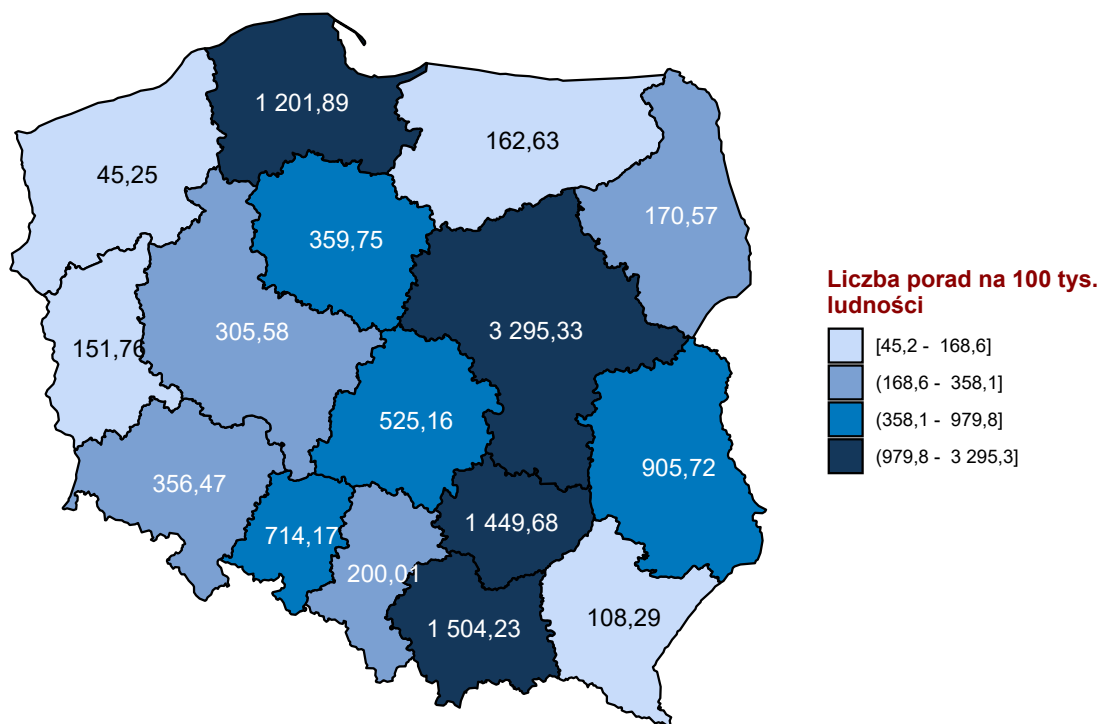 1 201,89
162,63
45,25
170,57
359,75
305,58
3 295,33
151,76
525,16
905,72
356,47
714,17
1 449,68
200,01
1 504,23
108,29
Liczba porad na 100 tys.
ludności
[45,2 - 168,6]
(168,6 - 358,1]
(358,1 - 979,8]
(979,8 - 3 295,3]